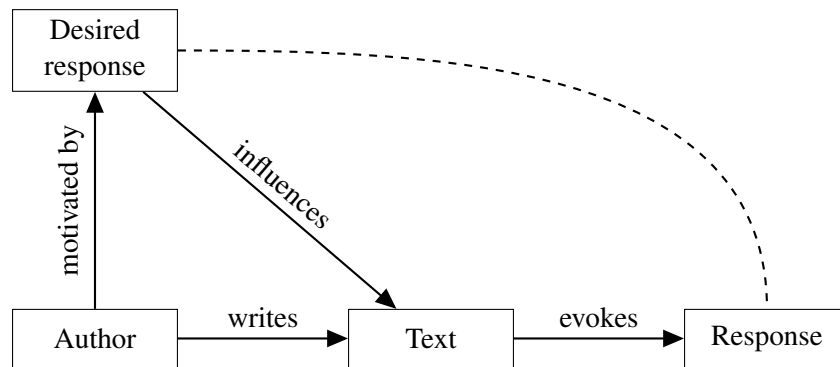 Desired
response
motivated by
influences
Author
writes
Text
evokes
Response